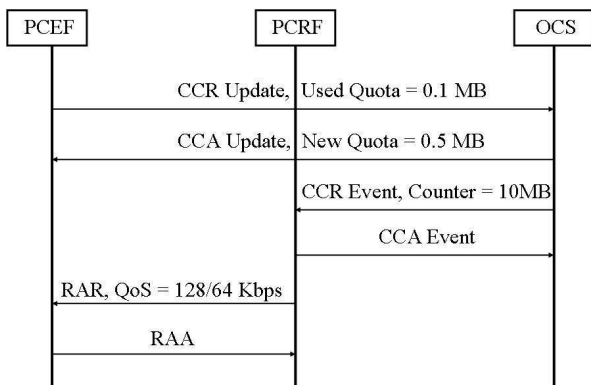 PCEF
PCRF
OCS
CCR Update, Used Quota = 0.1 MB
CCA Update, New Quota = 0.5 MB
CCR Event, Counter = 10MB
CCA Event
RAR, QoS = 128/64 Kbps
RAA